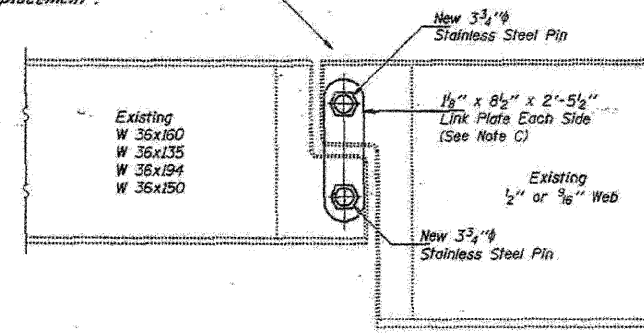 placement.
New 3¾"ϕ
Stainless Steel Pin
Existing
W 36x160
W 36x135
W 36x194
W 36x150
1⅛" x 8½" x 2'-5½"
Link Plate Each Side
(See Note C)
Existing
½" or 9/16" Web
New 3¾"ϕ
Stainless Steel Pin